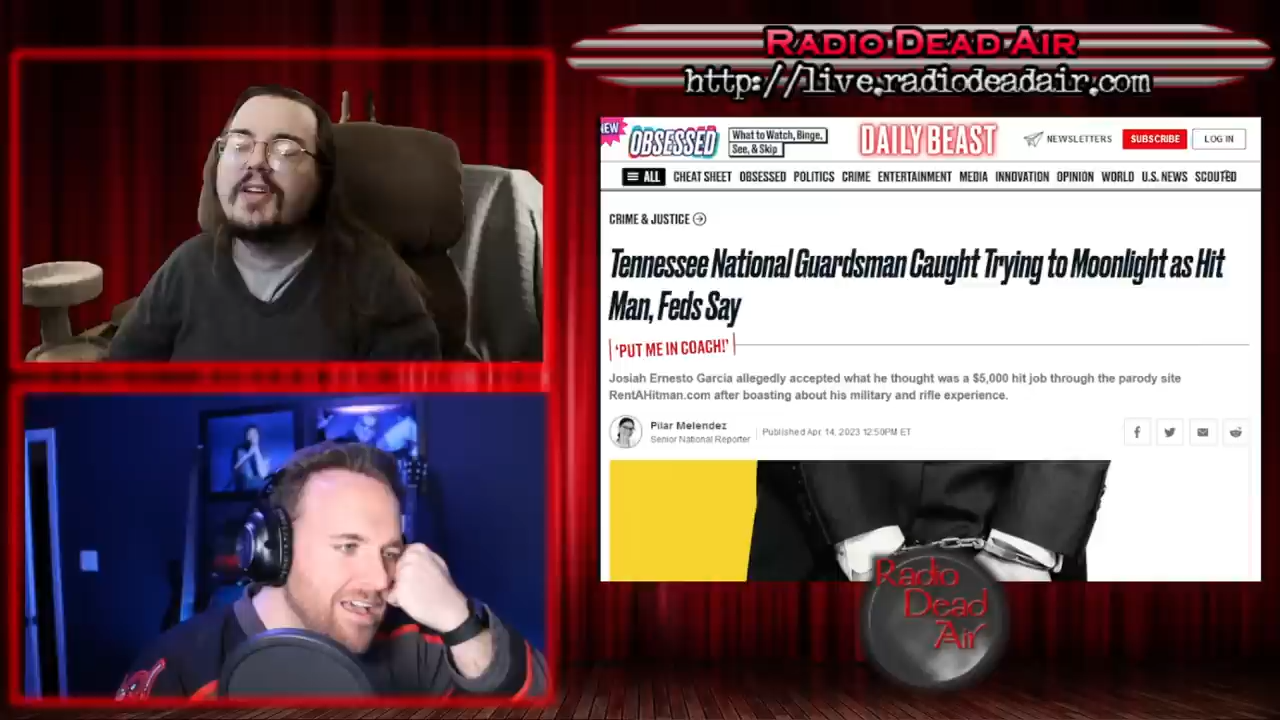 RADIO DEAD AIR
http://live.radiodeadair.com
NEW
OBSESSED
What to Watch, Binge,
See, & Skip
DAILY BEAST
NEWSLETTERS
SUBSCRIBE
LOG IN
ALL CHEAT SHEET OBSESSED POLITICS CRIME ENTERTAINMENT MEDIA INNOVATION OPINION WORLD U.S. NEWS SCOUTED
CRIME & JUSTICE
Tennessee National Guardsman Caught Trying to Moonlight as Hit
Man, Feds Say
'PUT ME IN COACH!'
Josiah Ernesto Garcia allegedly accepted what he thought was a $5,000 hit job through the parody site
RentAHitman.com after boasting about his military and rifle experience.
Pilar Melendez
Senior National Reporter
Published Apr. 14, 2023 12:50PM ET
Radio
Dead
Air